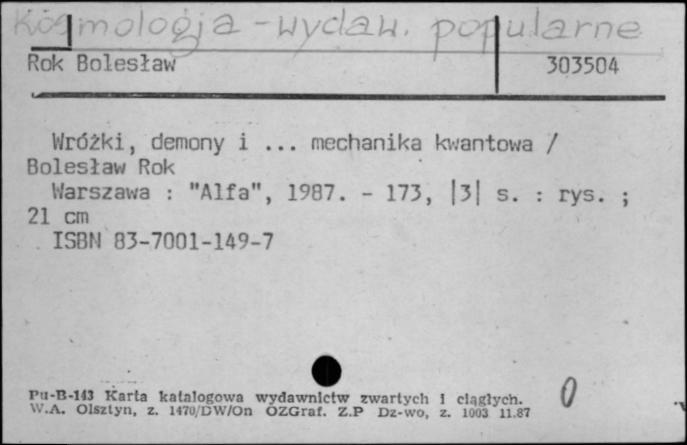 Kosmologja - wydaw. popularne
Rok Bolesław 303504
Wróżki, demony i ... mechanika kwantowa /
Bolesław Rok
Warszawa : "Alfa", 1987. - 173, |3| s. : rys. ;
21 cm
ISBN 83-7001-149-7
Pu-B-143 Karta katalogowa wydawnictw zwartych i ciągłych. 0
W.A. Olsztyn, z. 1470/DW/On OZGraf. Z.P Dz-wo, z. 1003 11.87